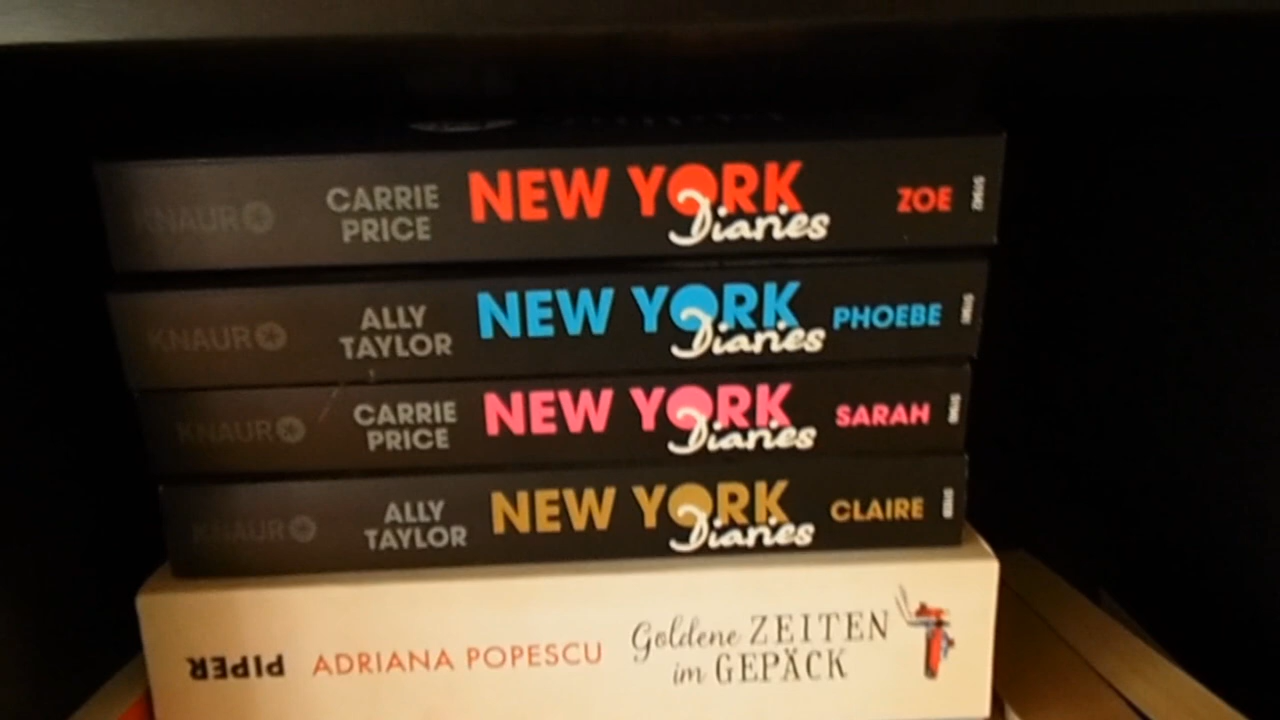 KNAUR
CARRIE
PRICE
NEW YORK
Diaries
ZOE
KNAUR
ALLY
TAYLOR
NEW YORK
Diaries
PHOEBE
KNAUR
CARRIE
PRICE
NEW YORK
Diaries
SARAH
KNAUR
ALLY
TAYLOR
NEW YORK
Diaries
CLAIRE
PIPER
ADRIANA POPESCU
Goldene ZEITEN
im GEPÄCK